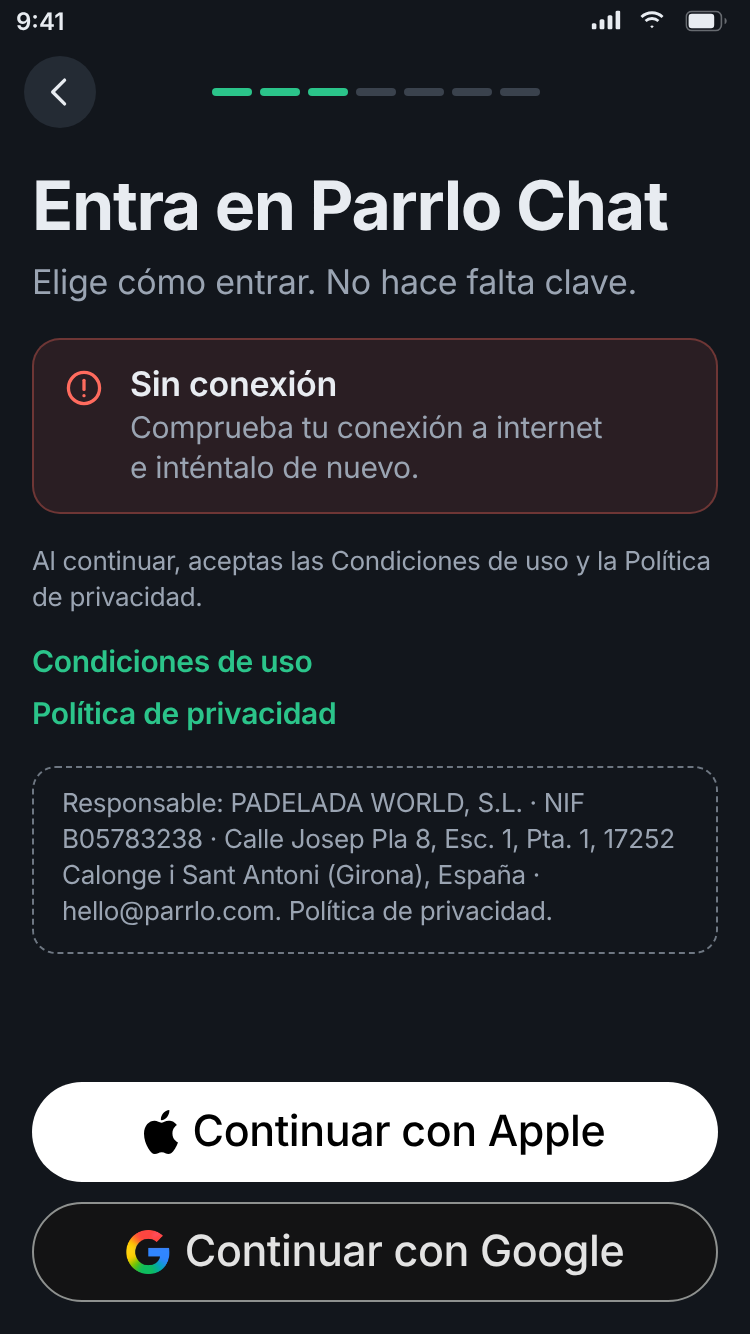 9:41
Entra en Parrlo Chat
Elige cómo entrar. No hace falta clave.
Sin conexión
Comprueba tu conexión a internet
e inténtalo de nuevo.
Al continuar, aceptas las Condiciones de uso y la Política
de privacidad.
Condiciones de uso
Política de privacidad
Responsable: PADELADA WORLD, S.L. · NIF
B05783238 · Calle Josep Pla 8, Esc. 1, Pta. 1, 17252
Calonge i Sant Antoni (Girona), España ·
hello@parrlo.com. Política de privacidad.
Continuar con Apple
Continuar con Google